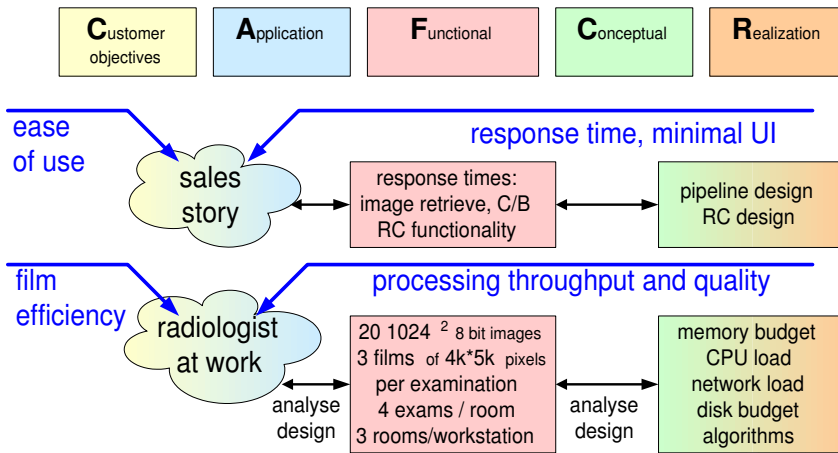 Customer objectives
Application
Functional
Conceptual
Realization
ease
of use
response time, minimal UI
sales
story
response times:
image retrieve, C/B
RC functionality
pipeline design
RC design
film
efficiency
processing throughput and quality
radiologist
at work
20 1024 ² 8 bit images
3 films of 4k*5k pixels
per examination
4 exams / room
3 rooms/workstation
analyse
design
analyse
design
memory budget
CPU load
network load
disk budget
algorithms